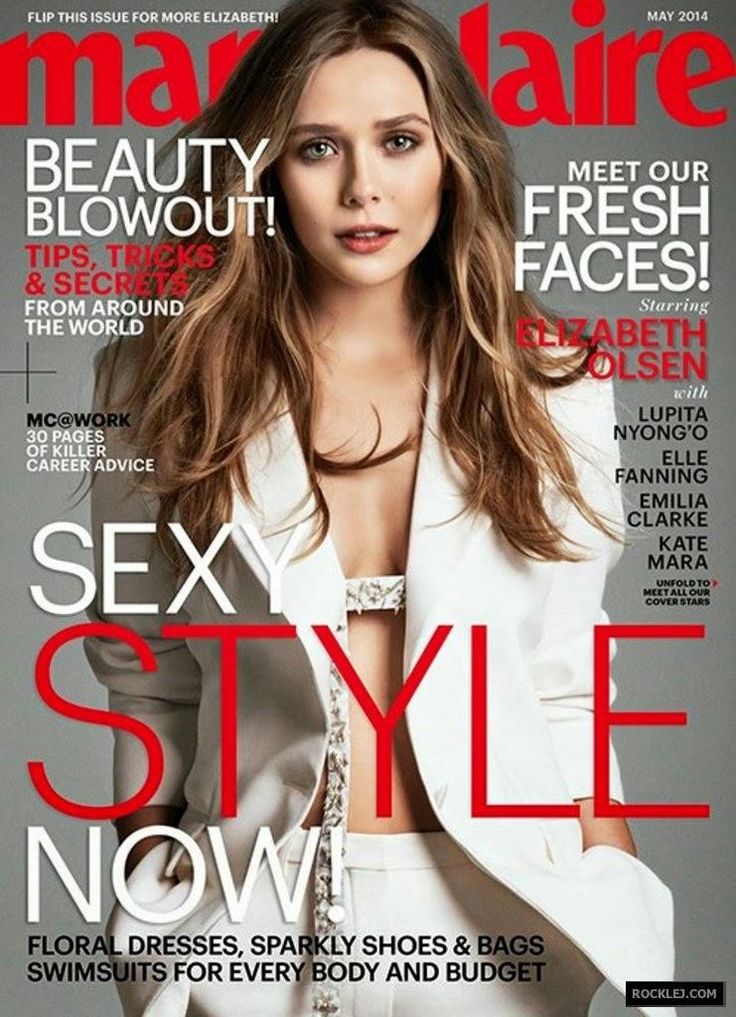 FLIP THIS ISSUE FOR MORE ELIZABETH!
MAY 2014
mar laire
BEAUTY
BLOWOUT!
TIPS, TRICKS
& SECRETS
FROM AROUND
THE WORLD
MC@WORK
30 PAGES
OF KILLER
CAREER ADVICE
MEET OUR
FRESH
FACES!
Starring
ELIZABETH
OLSEN
with
LUPITA
NYONG'O
ELLE
FANNING
EMILIA
CLARKE
KATE
MARA
UNFOLD TO
MEET ALL OUR
COVER STARS
SEXY
STYLE
NOW!
FLORAL DRESSES, SPARKLY SHOES & BAGS
SWIMSUITS FOR EVERY BODY AND BUDGET
ROCKLEJ.COM